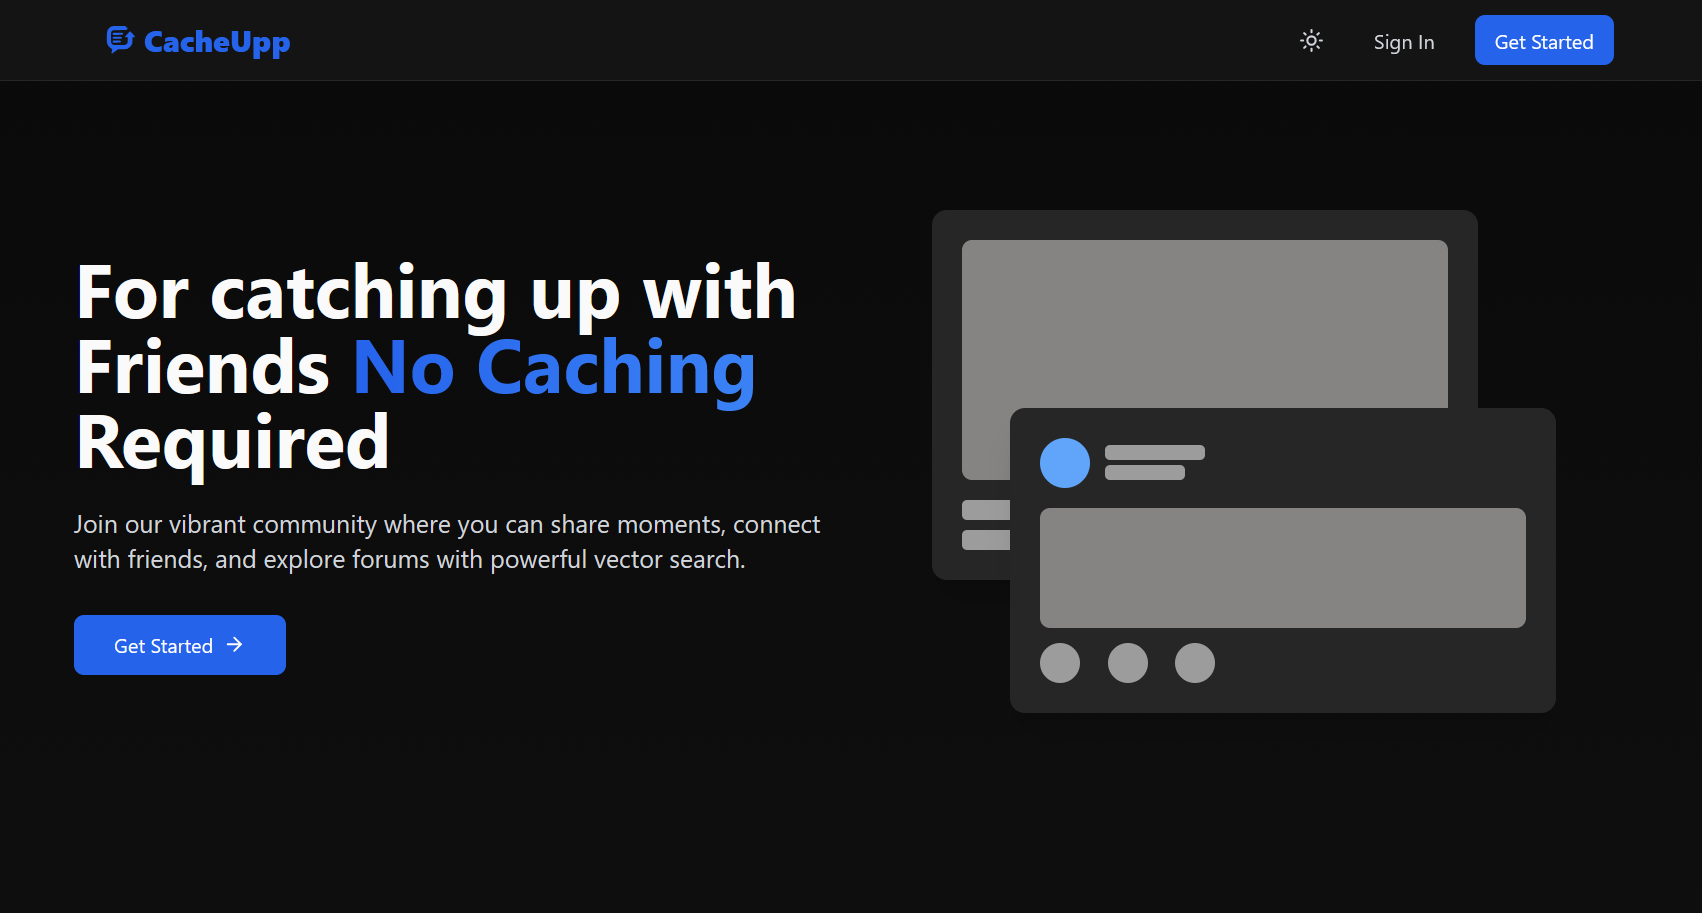 CacheUpp
Sign In
Get Started
For catching up with
Friends No Caching
Required
Join our vibrant community where you can share moments, connect
with friends, and explore forums with powerful vector search.
Get Started